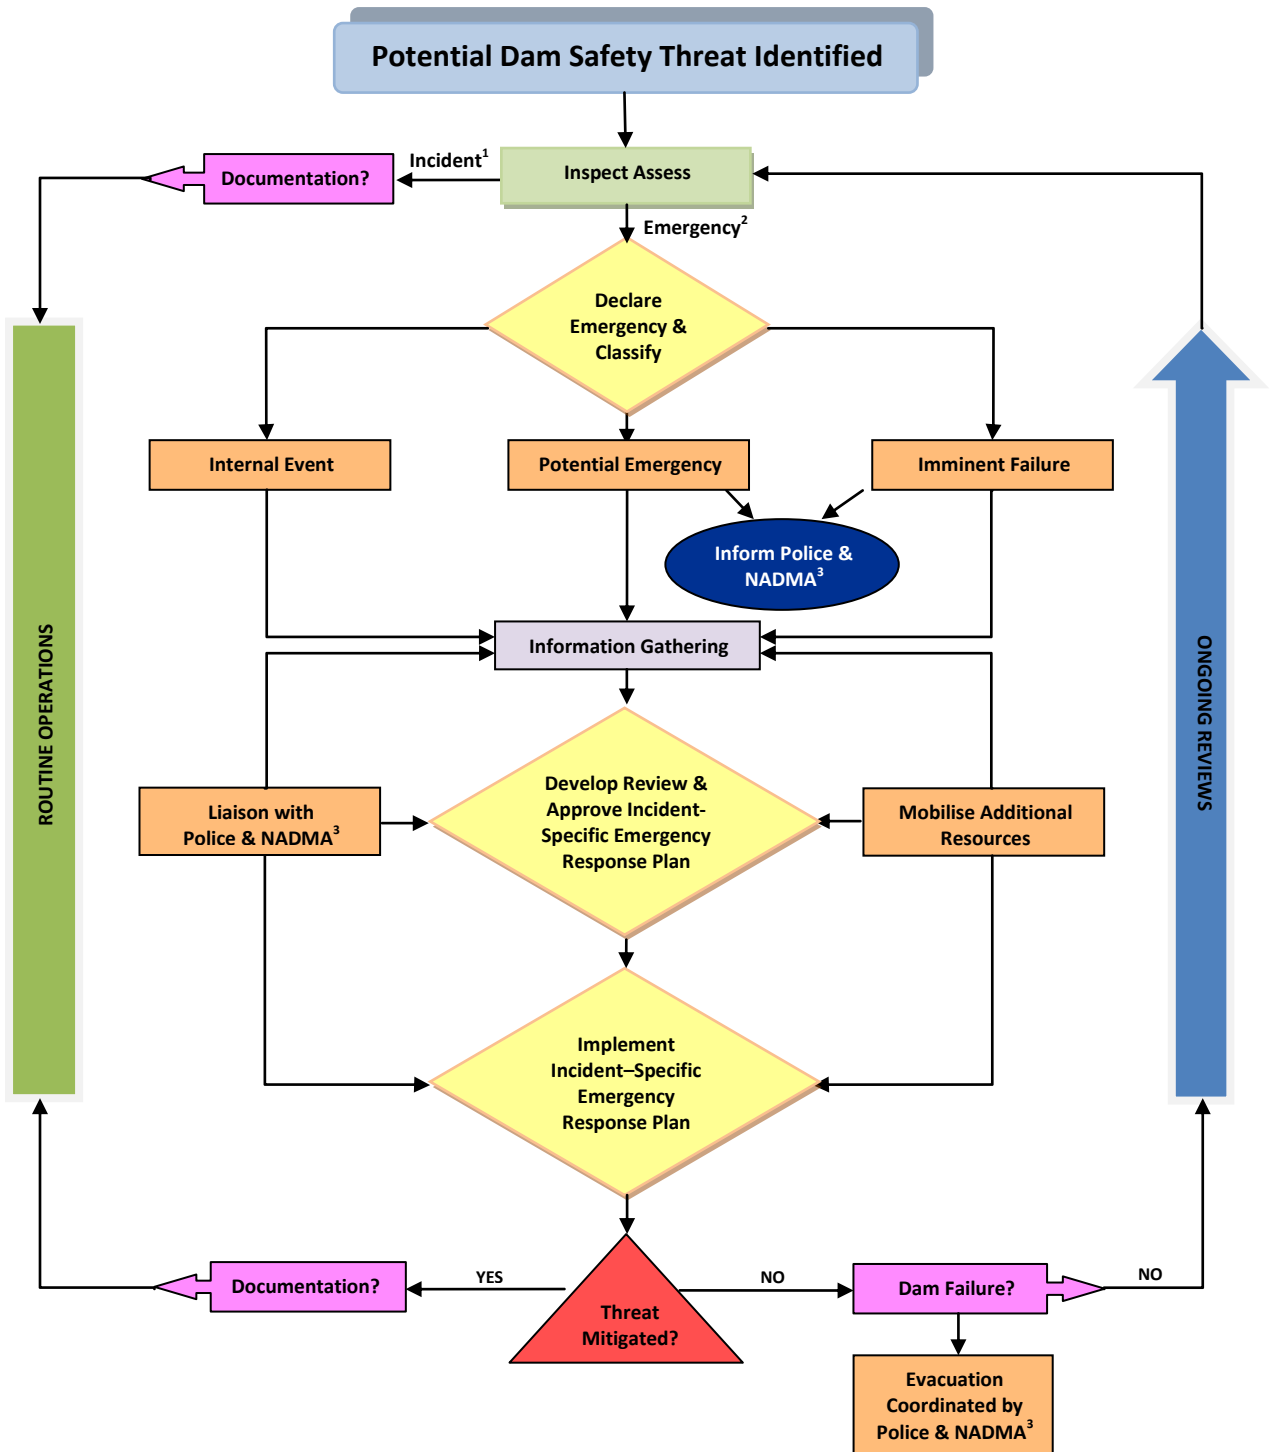 Potential Dam Safety Threat Identified
Incident¹
Documentation?
Inspect Assess
Emergency²
Declare
Emergency &
Classify
Internal Event
Potential Emergency
Imminent Failure
Inform Police &
NADMA³
Information Gathering
ROUTINE OPERATIONS
ONGOING REVIEWS
Develop Review &
Approve Incident-
Specific Emergency
Response Plan
Liaison with
Police & NADMA³
Mobilise Additional
Resources
Implement
Incident–Specific
Emergency
Response Plan
Documentation?
YES
Threat
Mitigated?
NO
Dam Failure?
NO
Evacuation
Coordinated by
Police & NADMA³